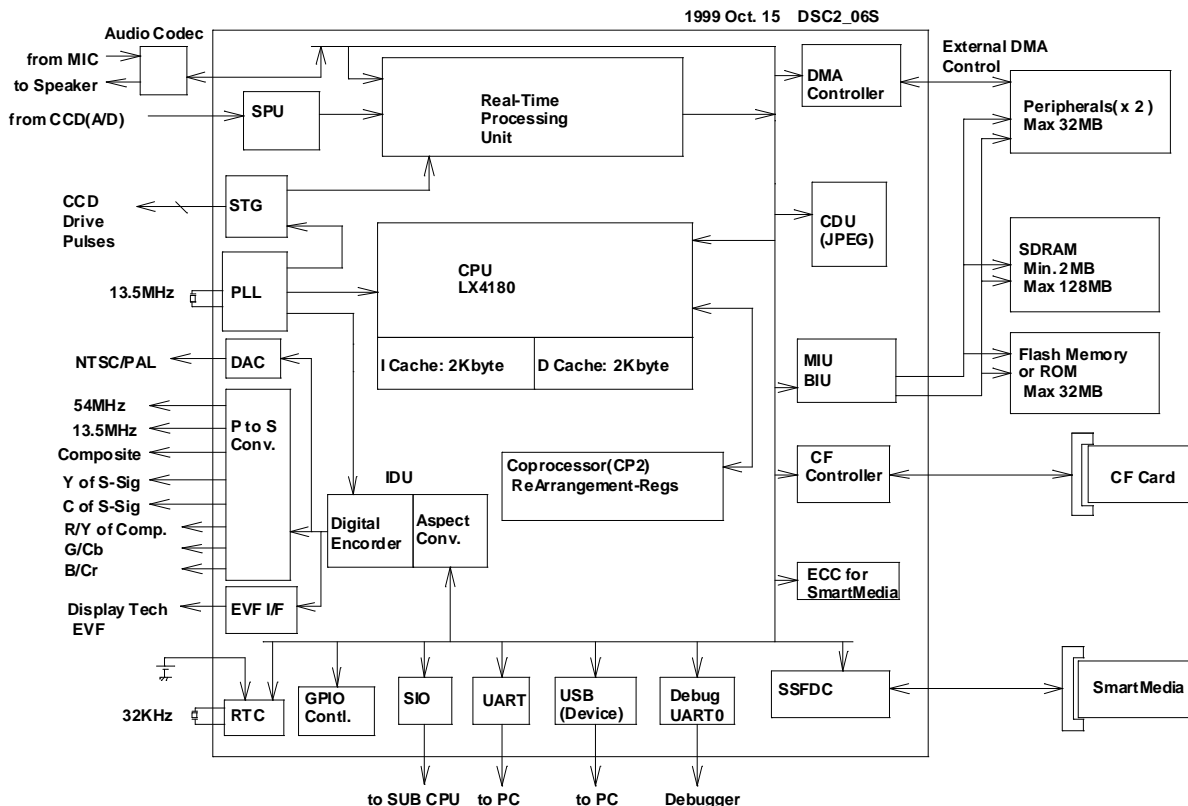 1999 Oct. 15 DSC2_06S
Audio Codec
from MIC
to Speaker
from CCD(A/D)
SPU
Real-Time
Processing
Unit
DMA
Controller
External DMA
Control
Peripherals( x 2 )
Max 32MB
CCD
Drive
Pulses
STG
CDU
(JPEG)
SDRAM
Min. 2MB
Max 128MB
13.5MHz
PLL
CPU
LX4180
I Cache: 2Kbyte
D Cache: 2Kbyte
MIU
BIU
Flash Memory
or ROM
Max 32MB
NTSC/PAL
DAC
54MHz
13.5MHz
Composite
Y of S-Sig
C of S-Sig
R/Y of Comp.
G/Cb
B/Cr
P to S
Conv.
IDU
Digital
Encorder
Aspect
Conv.
Coprocessor(CP2)
ReArrangement-Regs
CF
Controller
CF Card
ECC for
SmartMedia
Display Tech
EVF
EVF I/F
32KHz
RTC
GPIO
Contl.
SIO
UART
USB
(Device)
Debug
UART0
SSFDC
SmartMedia
to SUB CPU
to PC
to PC
Debugger